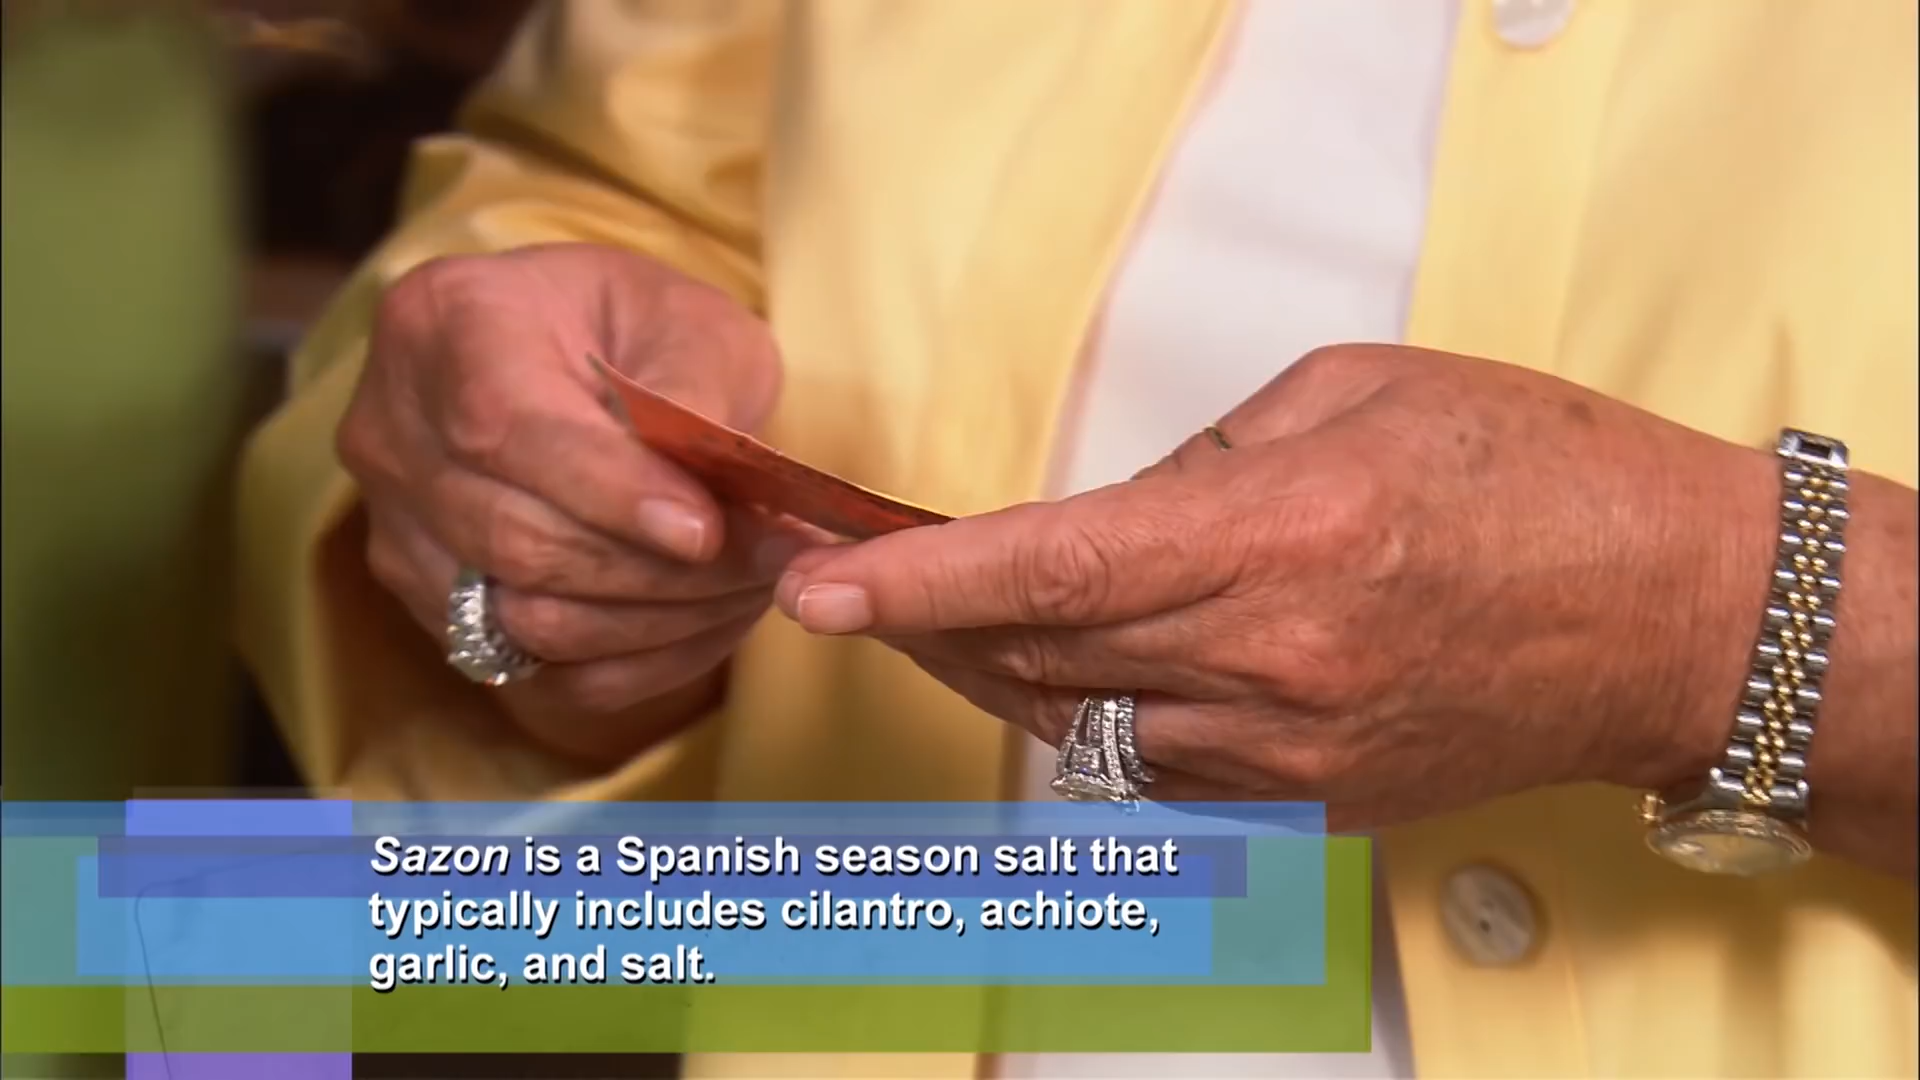 Sazon is a Spanish season salt that
typically includes cilantro, achiote,
garlic, and salt.